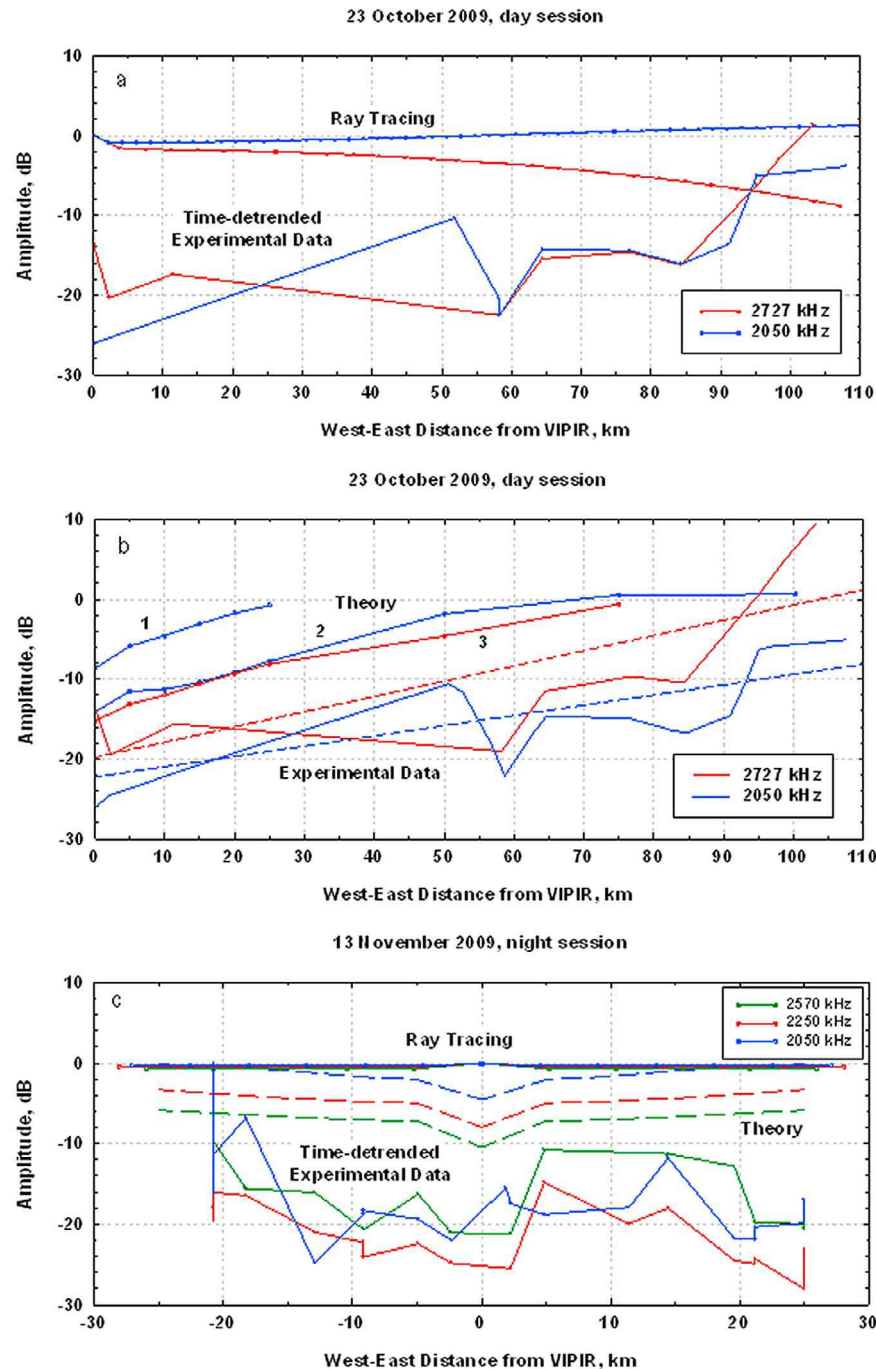 23 October 2009, day session
10
a
Ray Tracing
0
Amplitude, dB
-10
Time-detrended
Experimental Data
-20
2727 kHz
2050 kHz
-30
0 10 20 30 40 50 60 70 80 90 100 110
West-East Distance from VIPIR, km
23 October 2009, day session
10
b
Theory
0
1
2
3
Amplitude, dB
-10
-20
Experimental Data
2727 kHz
2050 kHz
-30
0 10 20 30 40 50 60 70 80 90 100 110
West-East Distance from VIPIR, km
13 November 2009, night session
10
c
2570 kHz
2250 kHz
2050 kHz
Ray Tracing
0
Amplitude, dB
-10
Theory
Time-detrended
Experimental Data
-20
-30
-30 -20 -10 0 10 20 30
West-East Distance from VIPIR, km